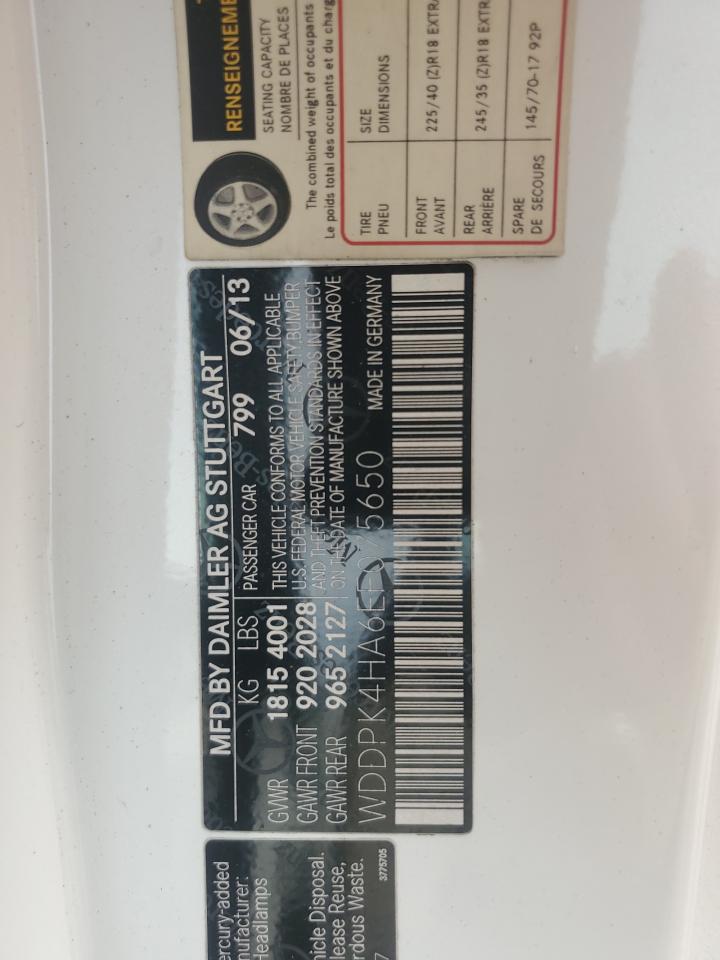 ercury-added
nufacturer:
Headlamps
hicle Disposal.
lease Reuse,
rdous Waste.
7
3775705
MFD BY DAIMLER AG STUTTGART
KG LBS PASSENGER CAR 799 06/13
GVWR 1815 4001 THIS VEHICLE CONFORMS TO ALL APPLICABLE
GAWR FRONT 920 2028 U.S. FEDERAL MOTOR VEHICLE SAFETY,BUMPER
AND THEFT PREVENTION STANDARDS IN EFFECT
GAWR REAR 965 2127 ON THE DATE OF MANUFACTURE SHOWN ABOVE
MADE IN GERMANY
RENSEIGNEME
SEATING CAPACITY
NOMBRE DE PLACES
The combined weight of occupants
Le poids total des occupants et du charg
TIRE SIZE
PNEU DIMENSIONS
FRONT 225/40 (Z)R18 EXTRA
AVANT
REAR 245/35 (Z)R18 EXTR
ARRIÈRE
SPARE 145/70-17 92P
DE SECOURS